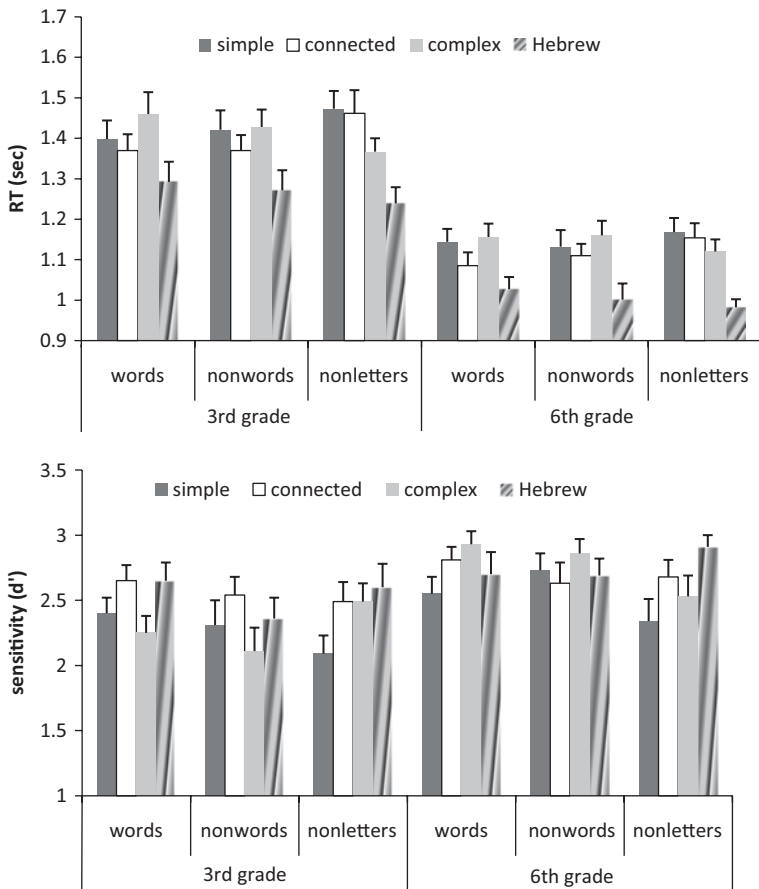 simple connected complex Hebrew
RT (sec)
1.6
1.5
1.4
1.3
1.2
1.1
1
0.9
words nonwords nonletters words nonwords nonletters
3rd grade 6th grade
simple connected complex Hebrew
sensitivity (d')
3.5
3
2.5
2
1.5
1
words nonwords nonletters words nonwords nonletters
3rd grade 6th grade